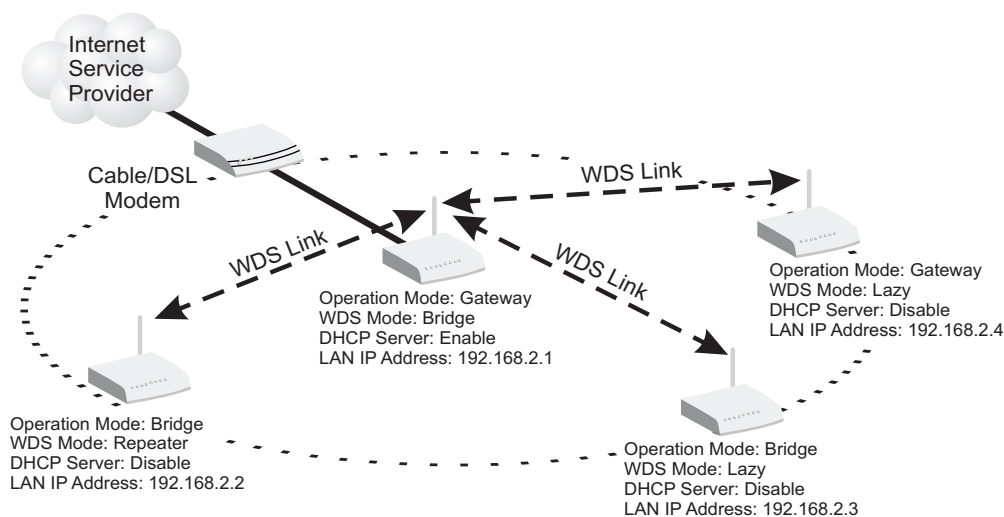 Internet
Service
Provider
Cable/DSL
Modem
WDS Link
WDS Link
WDS Link
Operation Mode: Gateway
WDS Mode: Bridge
DHCP Server: Enable
LAN IP Address: 192.168.2.1
Operation Mode: Gateway
WDS Mode: Lazy
DHCP Server: Disable
LAN IP Address: 192.168.2.4
Operation Mode: Bridge
WDS Mode: Repeater
DHCP Server: Disable
LAN IP Address: 192.168.2.2
Operation Mode: Bridge
WDS Mode: Lazy
DHCP Server: Disable
LAN IP Address: 192.168.2.3